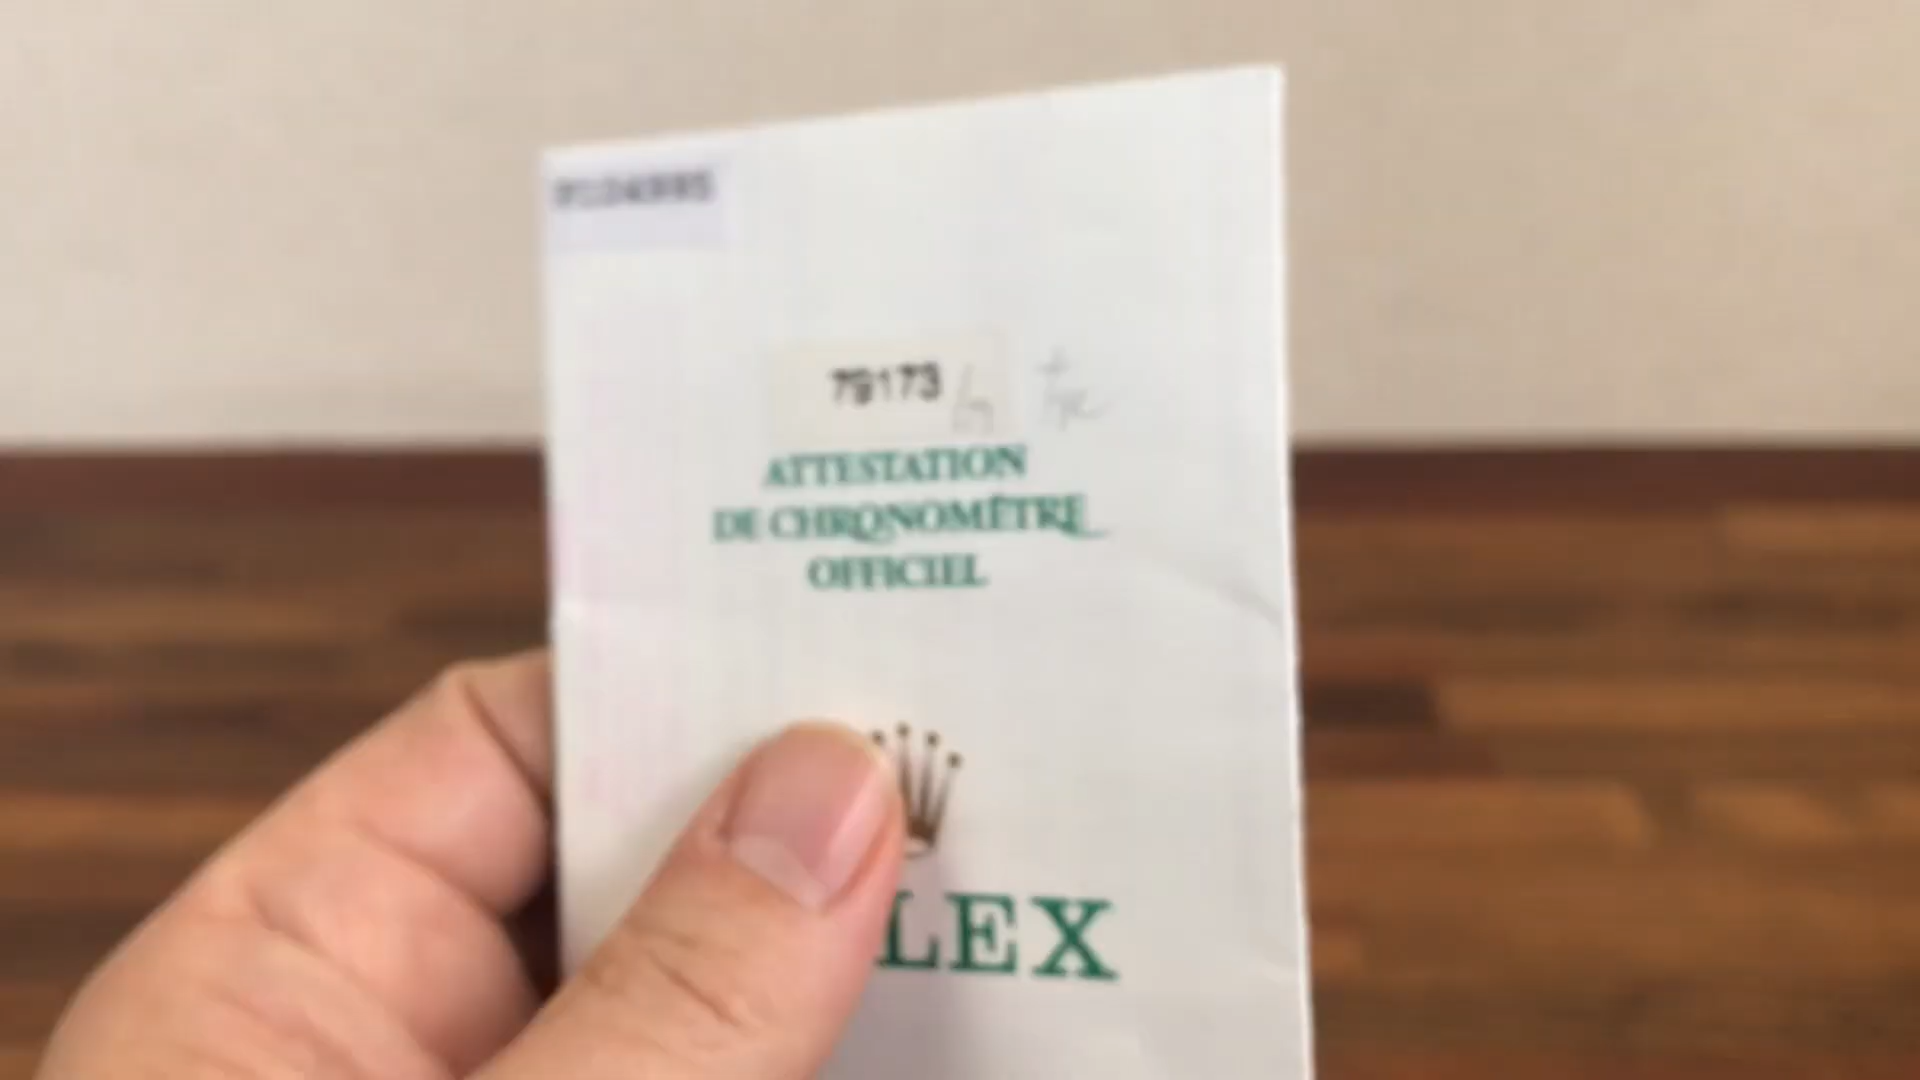 79173
ATTESTATION
DE CHRONOMÈTRE
OFFICIEL
LEX